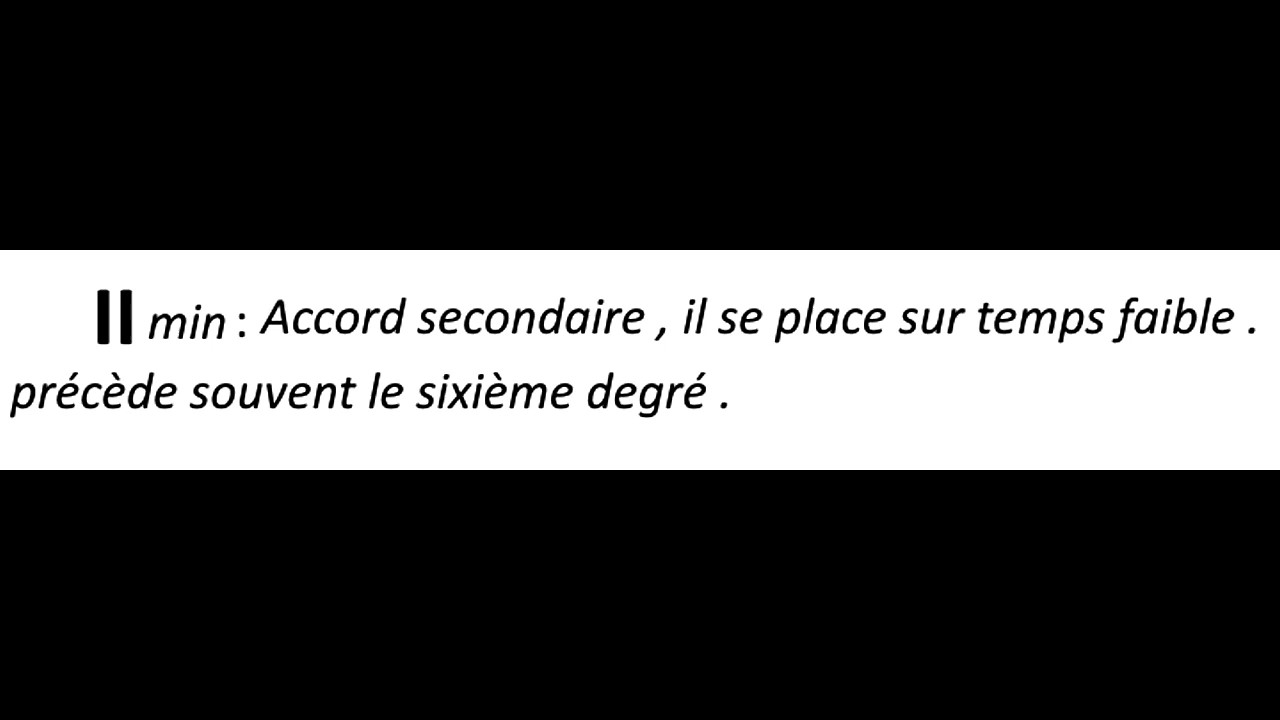 II min : Accord secondaire , il se place sur temps faible .
précède souvent le sixième degré .